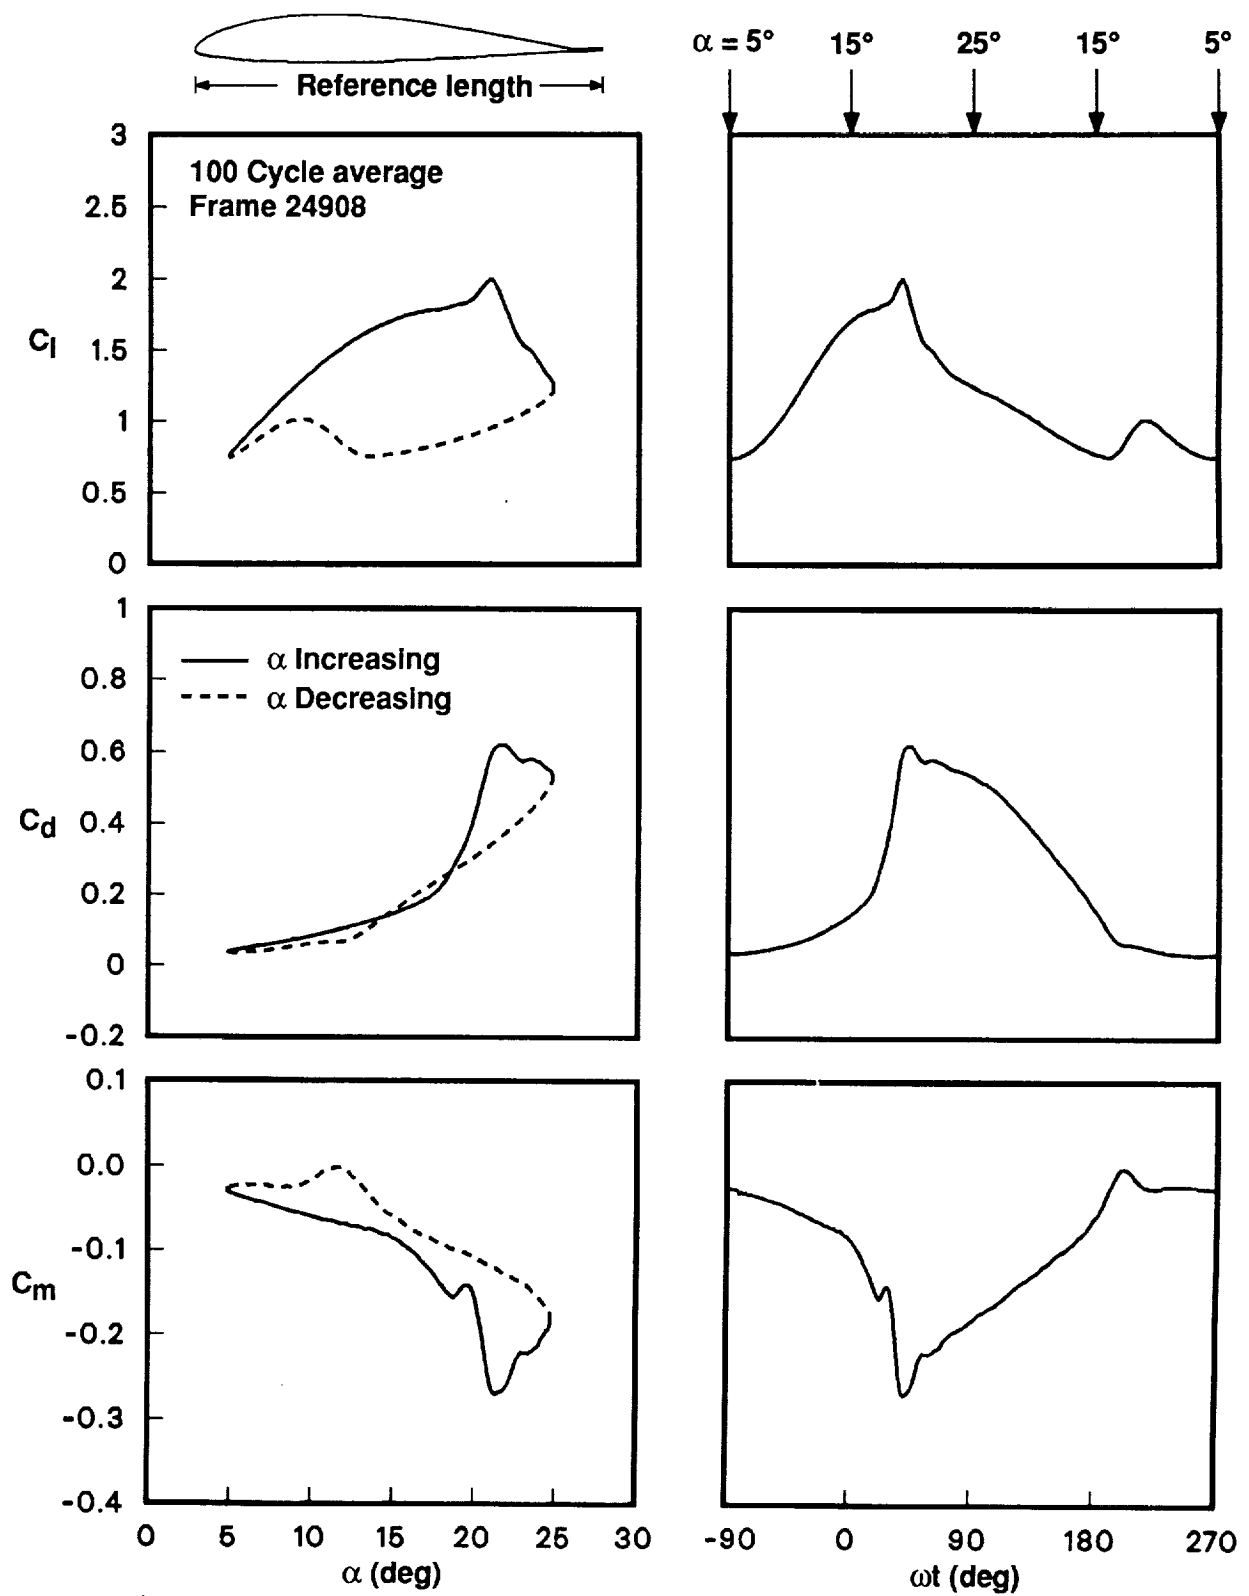 Reference length
α = 5° 15° 25° 15° 5°
3
100 Cycle average
Frame 24908
2.5
2
Cl
1.5
1
0.5
0
1
α Increasing
0.8
α Decreasing
0.6
Cd
0.4
0.2
0
-0.2
0.1
0.0
-0.1
Cm
-0.2
-0.3
-0.4
0 5 10 15 20 25 30
α (deg)
-90 0 90 180 270
ωt (deg)